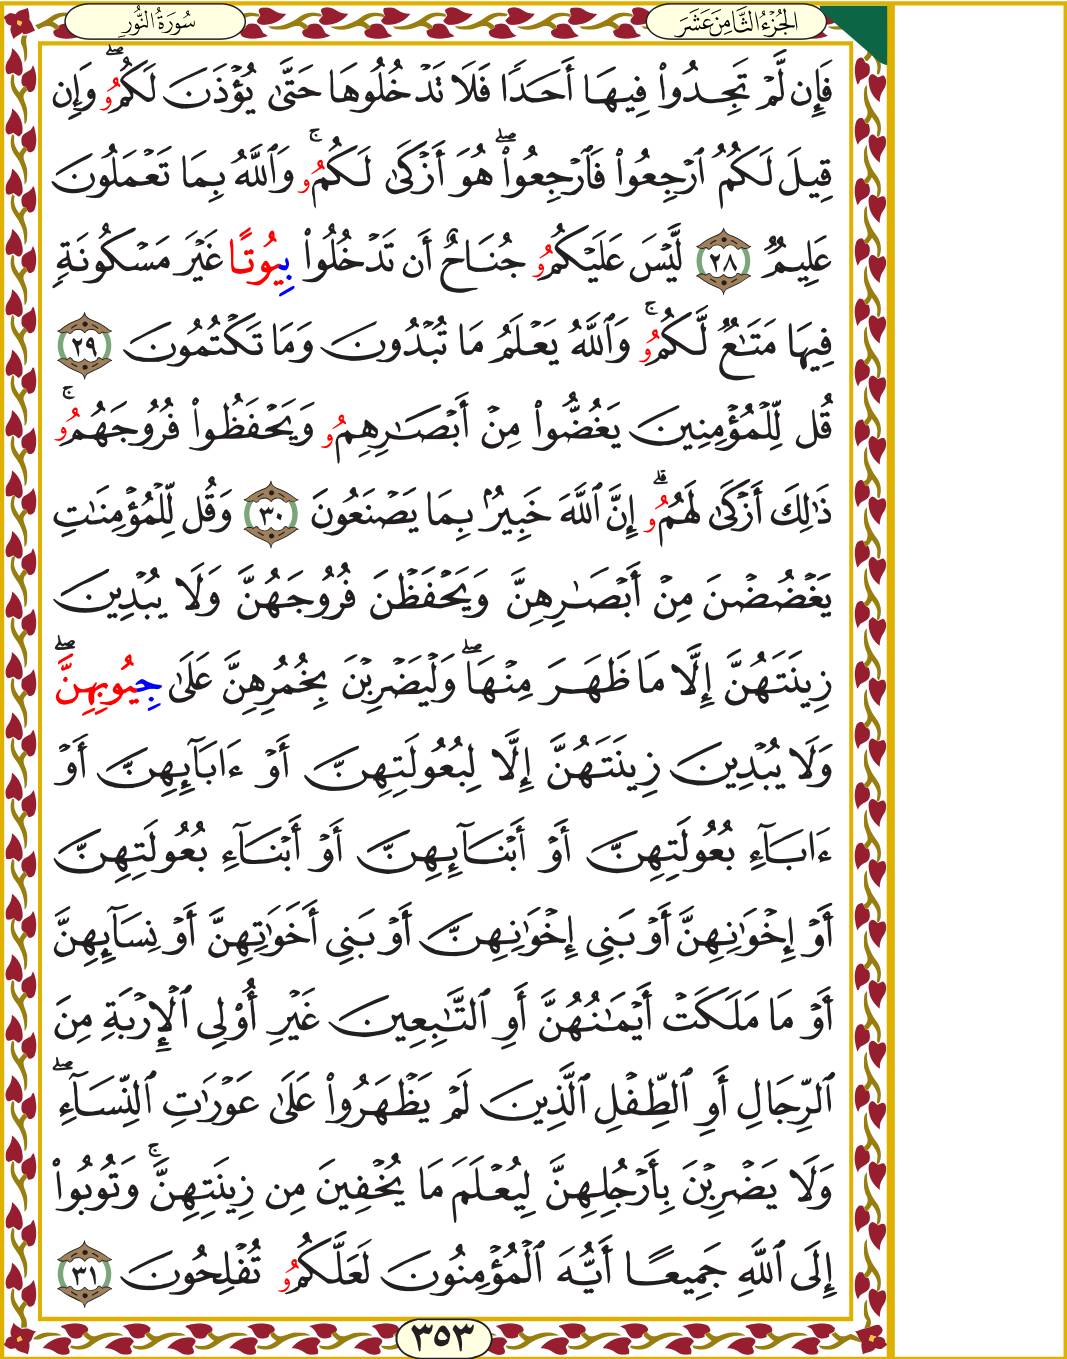 الجُزْءُ الثَّامِنَ عَشَرَ
سُورَةُ النُّورِ
فَإِن لَّمْ تَجِدُوا۟ فِيهَا أَحَدًا فَلَا تَدْخُلُوهَا حَتَّىٰ يُؤْذَنَ لَكُمُۥۖ وَإِن
قِيلَ لَكُمُ ٱرْجِعُوا۟ فَٱرْجِعُوا۟ۖ هُوَ أَزْكَىٰ لَكُمُۥۚ وَٱللَّهُ بِمَا تَعْمَلُونَ
عَلِيمٌ ٢٨ لَّيْسَ عَلَيْكُمُۥ جُنَاحٌ أَن تَدْخُلُوا۟ بِيُوتًا غَيْرَ مَسْكُونَةٍ
فِيهَا مَتَـٰعٌ لَّكُمُۥۚ وَٱللَّهُ يَعْلَمُ مَا تُبْدُونَ وَمَا تَكْتُمُونَ ٢٩
قُل لِّلْمُؤْمِنِينَ يَغُضُّوا۟ مِنْ أَبْصَـٰرِهِمُۥ وَيَحْفَظُوا۟ فُرُوجَهُمُۥۚ
ذَٰلِكَ أَزْكَىٰ لَهُمُۥۗ إِنَّ ٱللَّهَ خَبِيرٌۢ بِمَا يَصْنَعُونَ ٣٠ وَقُل لِّلْمُؤْمِنَـٰتِ
يَغْضُضْنَ مِنْ أَبْصَـٰرِهِنَّ وَيَحْفَظْنَ فُرُوجَهُنَّ وَلَا يُبْدِينَ
زِينَتَهُنَّ إِلَّا مَا ظَهَرَ مِنْهَاۖ وَلْيَضْرِبْنَ بِخُمُرِهِنَّ عَلَىٰ جِيُوبِهِنَّۖ
وَلَا يُبْدِينَ زِينَتَهُنَّ إِلَّا لِبُعُولَتِهِنَّ أَوْ ءَابَآئِهِنَّ أَوْ
ءَابَآءِ بُعُولَتِهِنَّ أَوْ أَبْنَآئِهِنَّ أَوْ أَبْنَآءِ بُعُولَتِهِنَّ
أَوْ إِخْوَٰنِهِنَّ أَوْ بَنِى إِخْوَٰنِهِنَّ أَوْ بَنِى أَخَوَٰتِهِنَّ أَوْ نِسَآئِهِنَّ
أَوْ مَا مَلَكَتْ أَيْمَـٰنُهُنَّ أَوِ ٱلتَّـٰبِعِينَ غَيْرِ أُو۟لِى ٱلْإِرْبَةِ مِنَ
ٱلرِّجَالِ أَوِ ٱلطِّفْلِ ٱلَّذِينَ لَمْ يَظْهَرُوا۟ عَلَىٰ عَوْرَٰتِ ٱلنِّسَآءِۖ
وَلَا يَضْرِبْنَ بِأَرْجُلِهِنَّ لِيُعْلَمَ مَا يُخْفِينَ مِن زِينَتِهِنَّۚ وَتُوبُوا۟
إِلَى ٱللَّهِ جَمِيعًا أَيُّهَ ٱلْمُؤْمِنُونَ لَعَلَّكُمُۥ تُفْلِحُونَ ٣١
٣٥٣